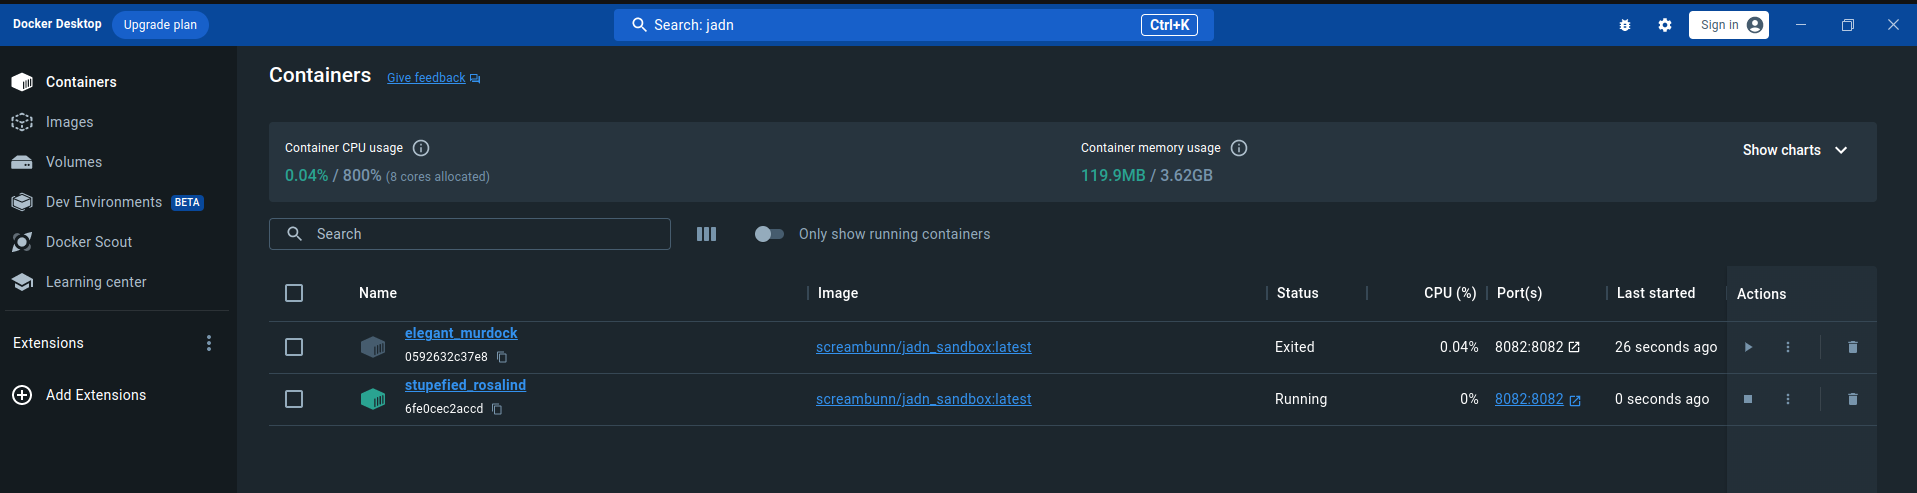 Docker Desktop Upgrade plan Search: jadn Ctrl+K Sign in
Containers
Images
Volumes
Dev Environments BETA
Docker Scout
Learning center
Extensions
Add Extensions
Containers Give feedback
Container CPU usage
0.04% / 800% (8 cores allocated)
Container memory usage
119.9MB / 3.62GB
Show charts
Search
Only show running containers
Name Image Status CPU (%) Port(s) Last started Actions
elegant_murdock
0592632c37e8
screambunn/jadn_sandbox:latest Exited 0.04% 8082:8082 26 seconds ago
stupefied_rosalind
6fe0cec2accd
screambunn/jadn_sandbox:latest Running 0% 8082:8082 0 seconds ago